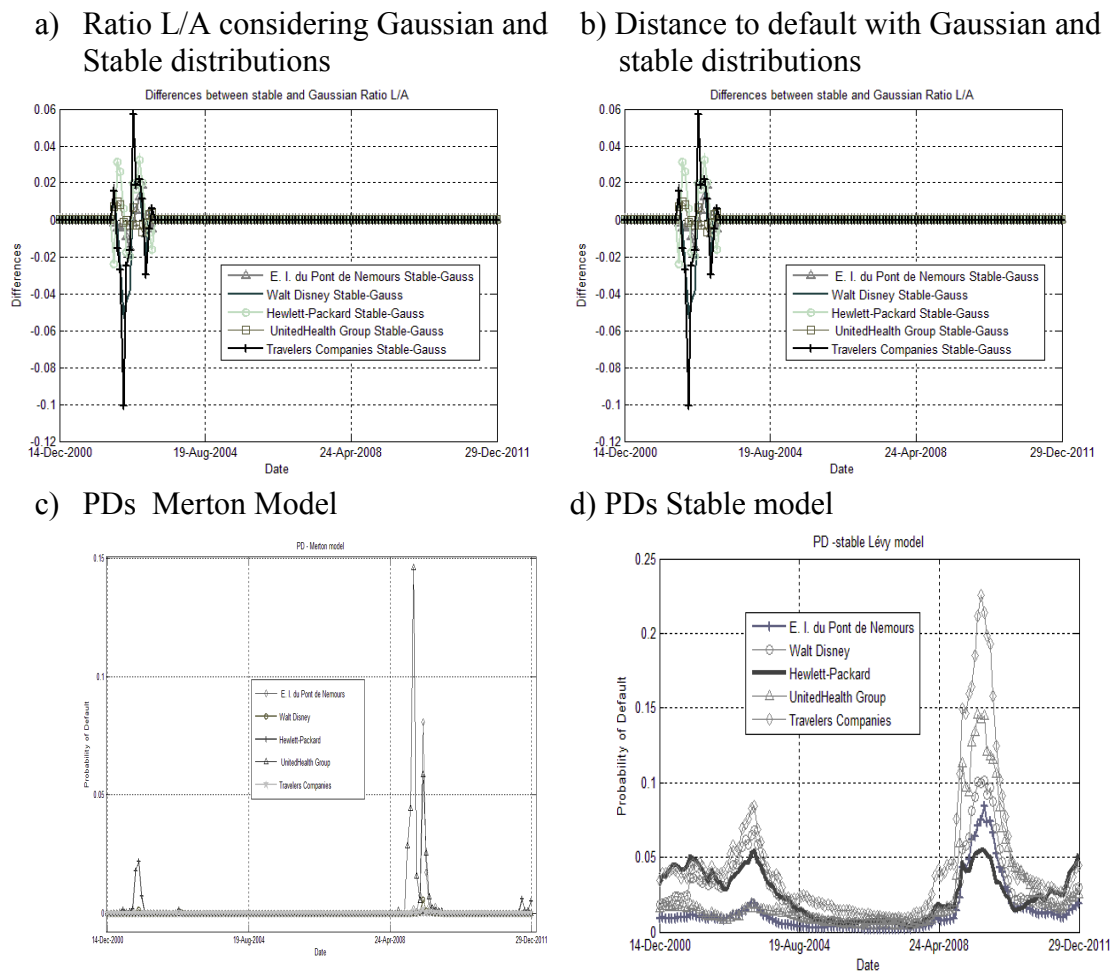 a) Ratio L/A considering Gaussian and
Stable distributions
b) Distance to default with Gaussian and
stable distributions
Differences between stable and Gaussian Ratio L/A
0.06
0.04
0.02
0
-0.02
-0.04
-0.06
-0.08
-0.1
-0.12
Differences
E. I. du Pont de Nemours Stable-Gauss
Walt Disney Stable-Gauss
Hewlett-Packard Stable-Gauss
UnitedHealth Group Stable-Gauss
Travelers Companies Stable-Gauss
14-Dec-2000 19-Aug-2004 24-Apr-2008 29-Dec-2011
Date
Differences between stable and Gaussian Ratio L/A
0.06
0.04
0.02
0
-0.02
-0.04
-0.06
-0.08
-0.1
-0.12
Differences
E. I. du Pont de Nemours Stable-Gauss
Walt Disney Stable-Gauss
Hewlett-Packard Stable-Gauss
UnitedHealth Group Stable-Gauss
Travelers Companies Stable-Gauss
14-Dec-2000 19-Aug-2004 24-Apr-2008 29-Dec-2011
Date
c) PDs Merton Model
d) PDs Stable model
PD - Merton model
0.15
0.1
0.05
0
Probability of Default
E. I. du Pont de Nemours
Walt Disney
Hewlett-Packard
UnitedHealth Group
Travelers Companies
14-Dec-2000 19-Aug-2004 24-Apr-2008 29-Dec-2011
Date
PD -stable Lévy model
0.25
0.2
0.15
0.1
0.05
0
Probability of Default
E. I. du Pont de Nemours
Walt Disney
Hewlett-Packard
UnitedHealth Group
Travelers Companies
14-Dec-2000 19-Aug-2004 24-Apr-2008 29-Dec-2011
Date